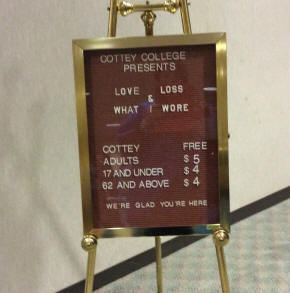 COTTEY COLLEGE
PRESENTS
LOVE & LOSS
WHAT I WORE
COTTEY FREE
ADULTS $5
17 AND UNDER $4
62 AND ABOVE $4
WE'RE GLAD YOU'RE HERE